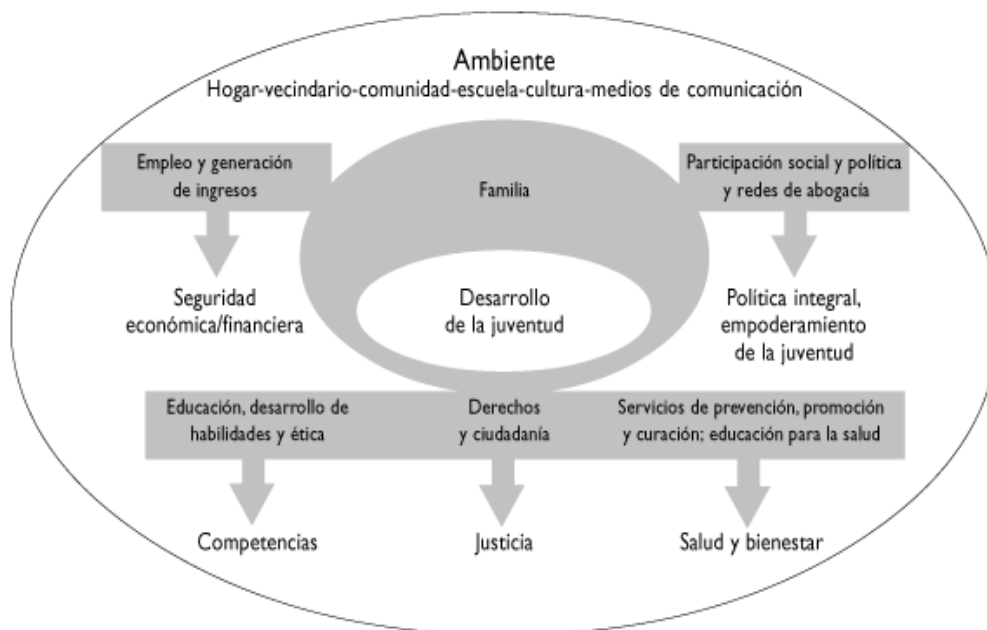 Ambiente
Hogar-vecindario-comunidad-escuela-cultura-medios de comunicación
Empleo y generación
de ingresos
Familia
Participación social y política
y redes de abogacía
Seguridad
económica/financiera
Desarrollo
de la juventud
Política integral,
empoderamiento
de la juventud
Educación, desarrollo de
habilidades y ética
Derechos
y ciudadanía
Servicios de prevención, promoción
y curación; educación para la salud
Competencias
Justicia
Salud y bienestar